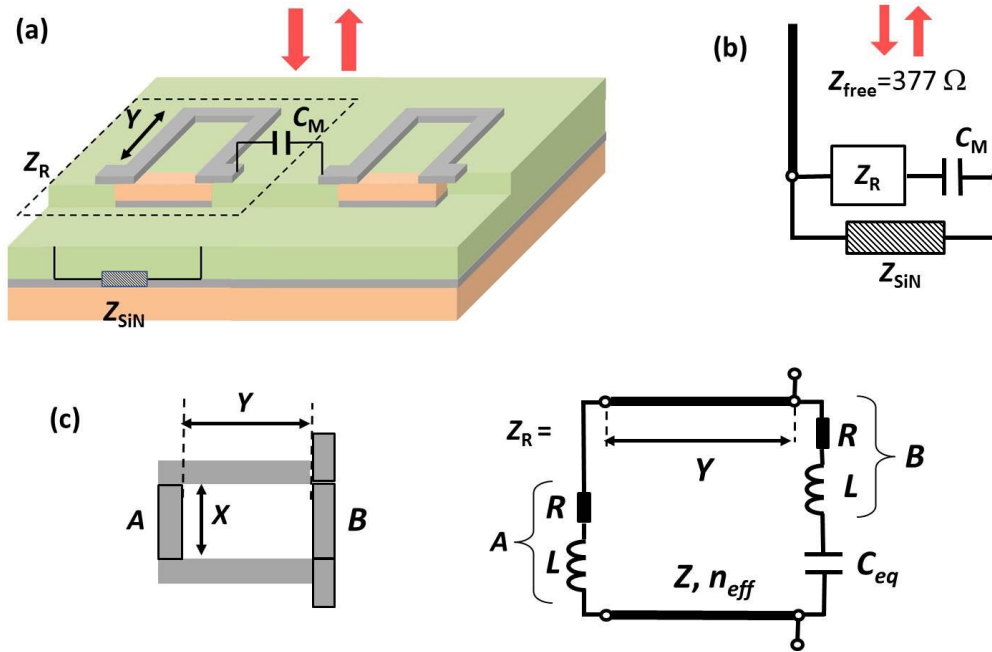 (a)
Y
C_M
Z_R
Z_SiN
(b)
Z_free=377 Ω
C_M
Z_R
Z_SiN
(c)
Y
A
X
B
Z_R =
Y
R
L
B
A
R
L
C_eq
Z, n_eff